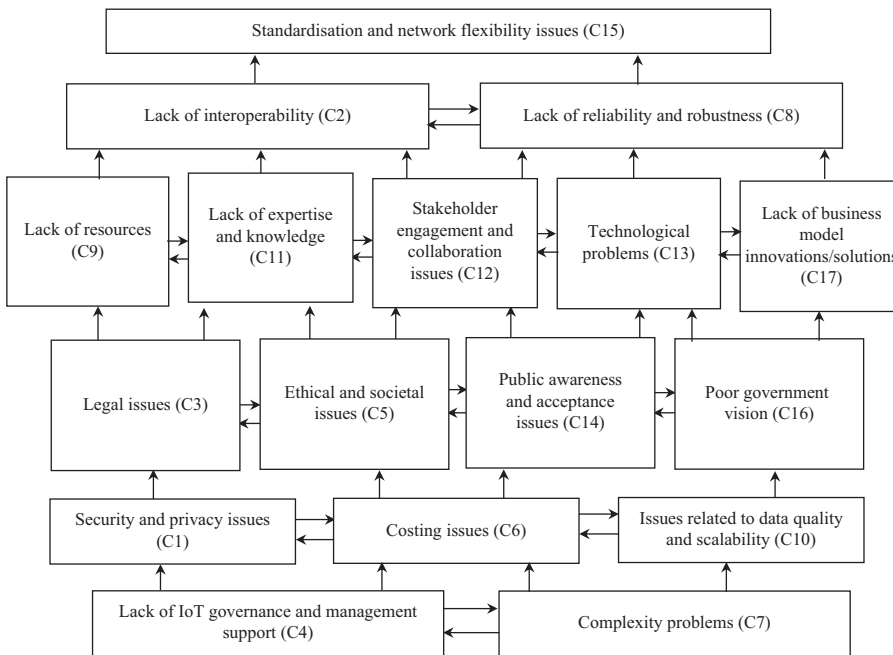 Standardisation and network flexibility issues (C15)
Lack of interoperability (C2)
Lack of reliability and robustness (C8)
Lack of resources
(C9)
Lack of expertise
and knowledge
(C11)
Stakeholder
engagement and
collaboration
issues (C12)
Technological
problems (C13)
Lack of business
model
innovations/solutions
(C17)
Legal issues (C3)
Ethical and societal
issues (C5)
Public awareness
and acceptance
issues (C14)
Poor government
vision (C16)
Security and privacy issues
(C1)
Costing issues (C6)
Issues related to data quality
and scalability (C10)
Lack of IoT governance and management
support (C4)
Complexity problems (C7)